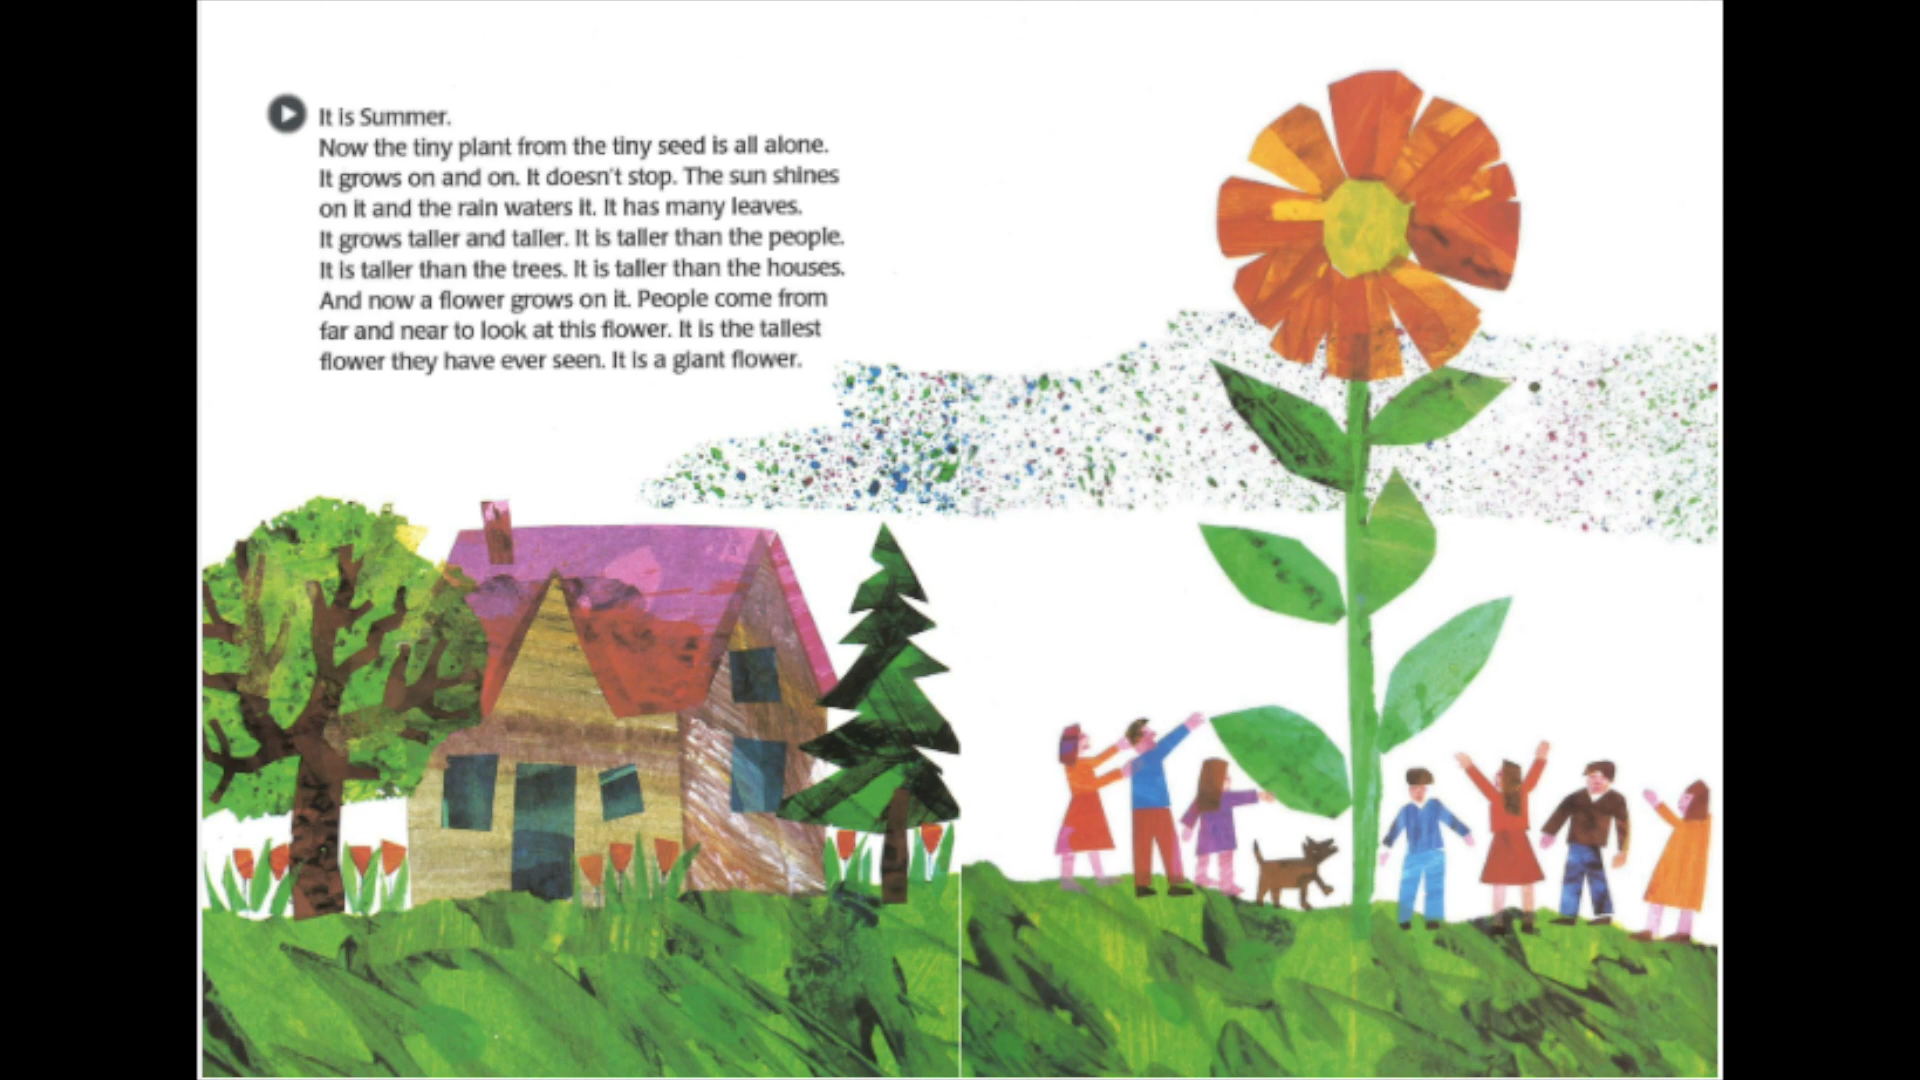 It is Summer.
Now the tiny plant from the tiny seed is all alone.
It grows on and on. It doesn't stop. The sun shines
on it and the rain waters it. It has many leaves.
It grows taller and taller. It is taller than the people.
It is taller than the trees. It is taller than the houses.
And now a flower grows on it. People come from
far and near to look at this flower. It is the tallest
flower they have ever seen. It is a giant flower.